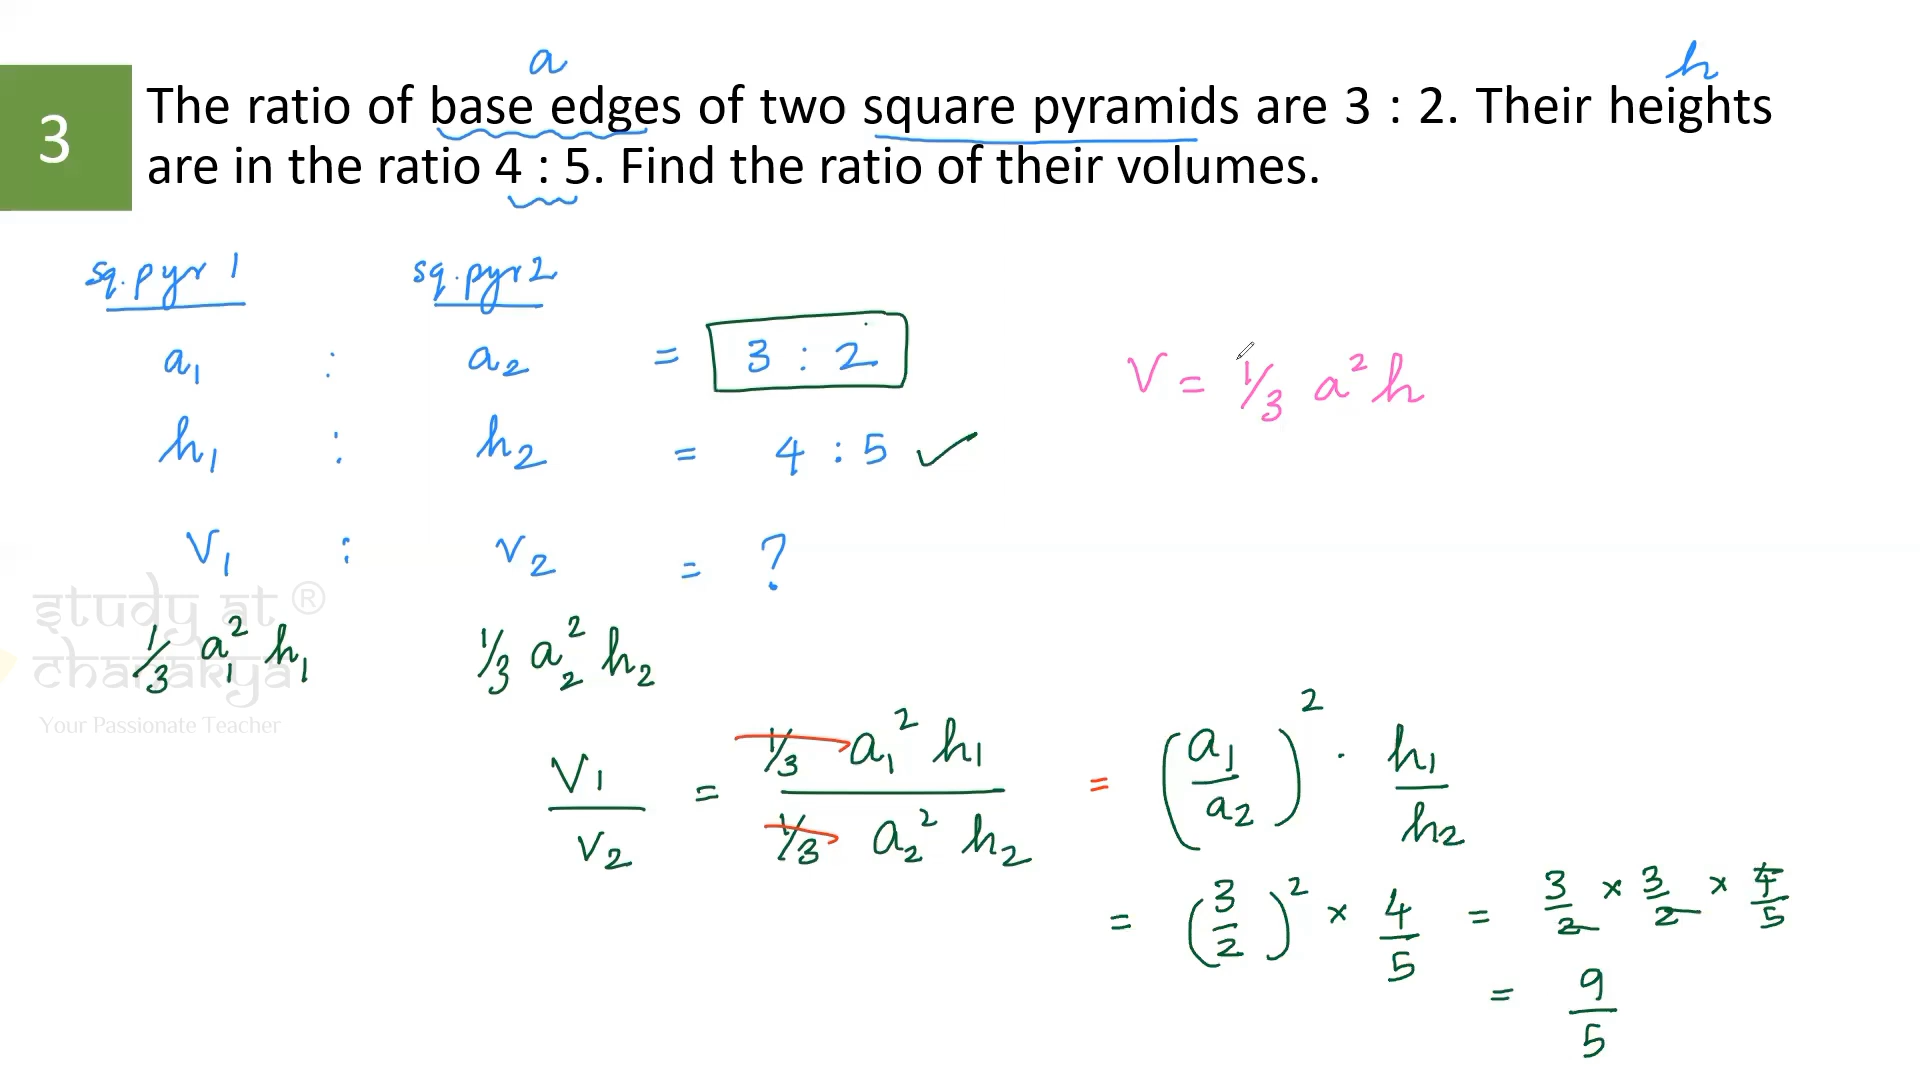 a
h
3
The ratio of base edges of two square pyramids are 3 : 2. Their heights
are in the ratio 4 : 5. Find the ratio of their volumes.
sq.pyr 1 sq.pyr 2
a₁ : a₂ = 3 : 2
V = 1/3 a²h
h₁ : h₂ = 4 : 5 ✓
V₁ : V₂ = ?
study at ®
chanakya
Your Passionate Teacher
1/3 a₁² h₁ 1/3 a₂² h₂
V₁/V₂ = 1/3 a₁² h₁ / 1/3 a₂² h₂ = (a₁/a₂)² · h₁/h₂
= (3/2)² × 4/5 = 3/2 × 3/2 × 4/5
= 9/5